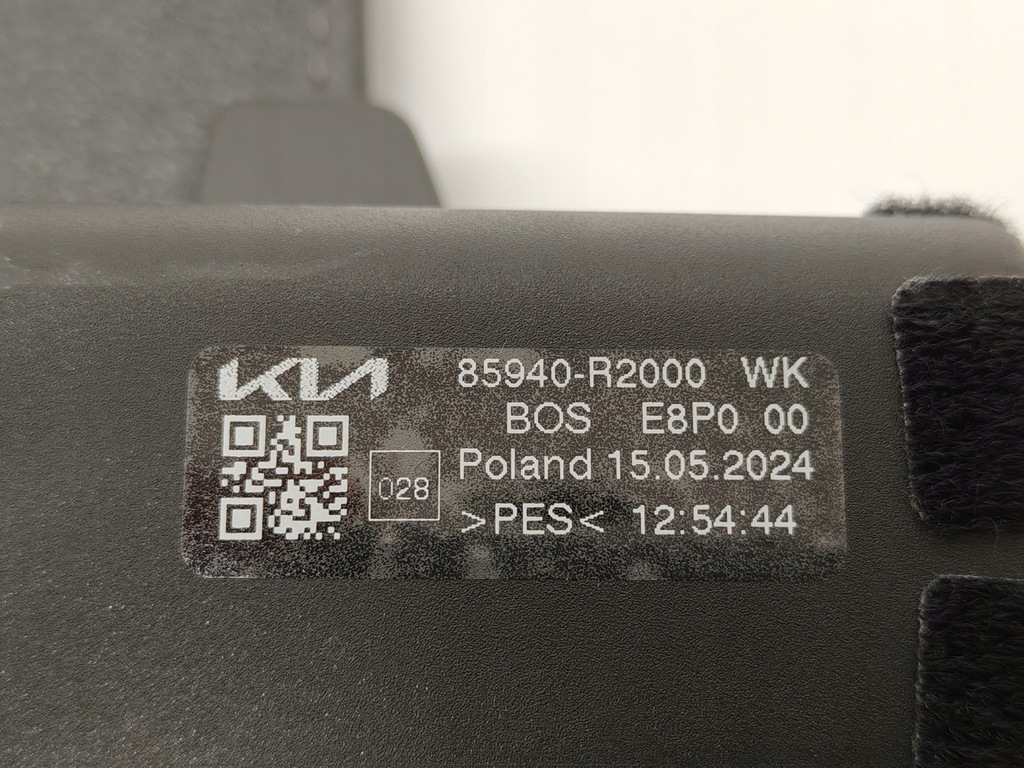 KIA 85940-R2000 WK
BOS E8P0 00
028 Poland 15.05.2024
>PES< 12:54:44